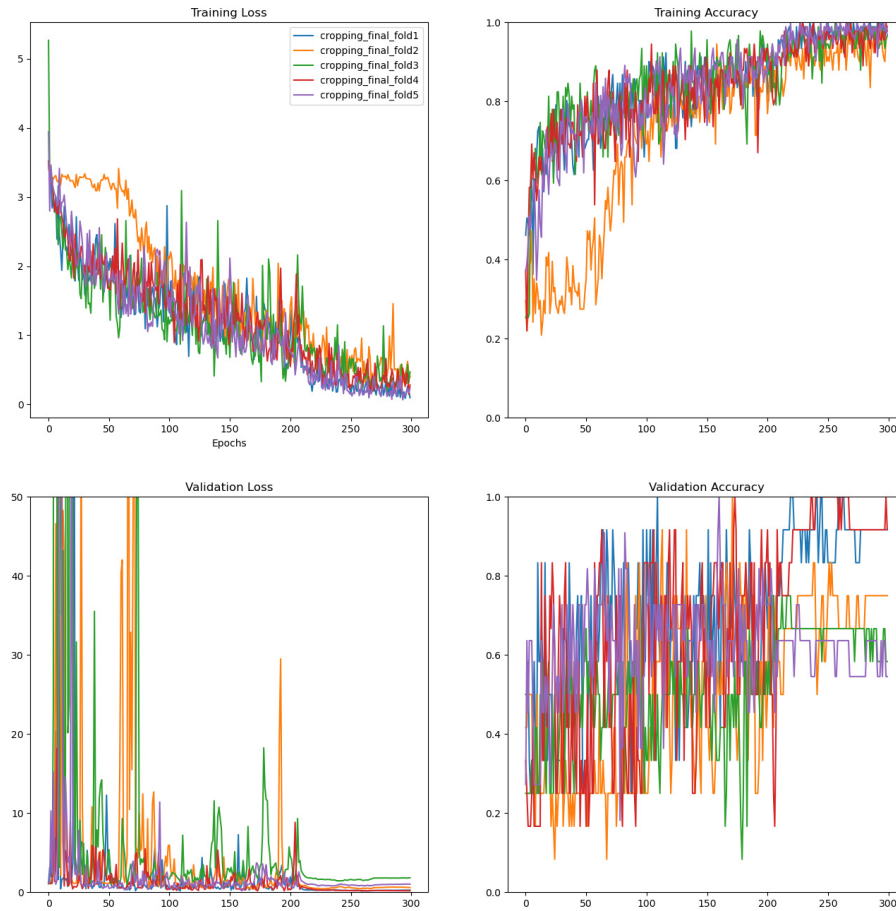 Training Loss
Training Accuracy
cropping_final_fold1
cropping_final_fold2
cropping_final_fold3
cropping_final_fold4
cropping_final_fold5
5
4
3
2
1
0
0 50 100 150 200 250 300
Epochs
1.0
0.8
0.6
0.4
0.2
0.0
0 50 100 150 200 250 300
Validation Loss
Validation Accuracy
50
40
30
20
10
0
0 50 100 150 200 250 300
1.0
0.8
0.6
0.4
0.2
0.0
0 50 100 150 200 250 300